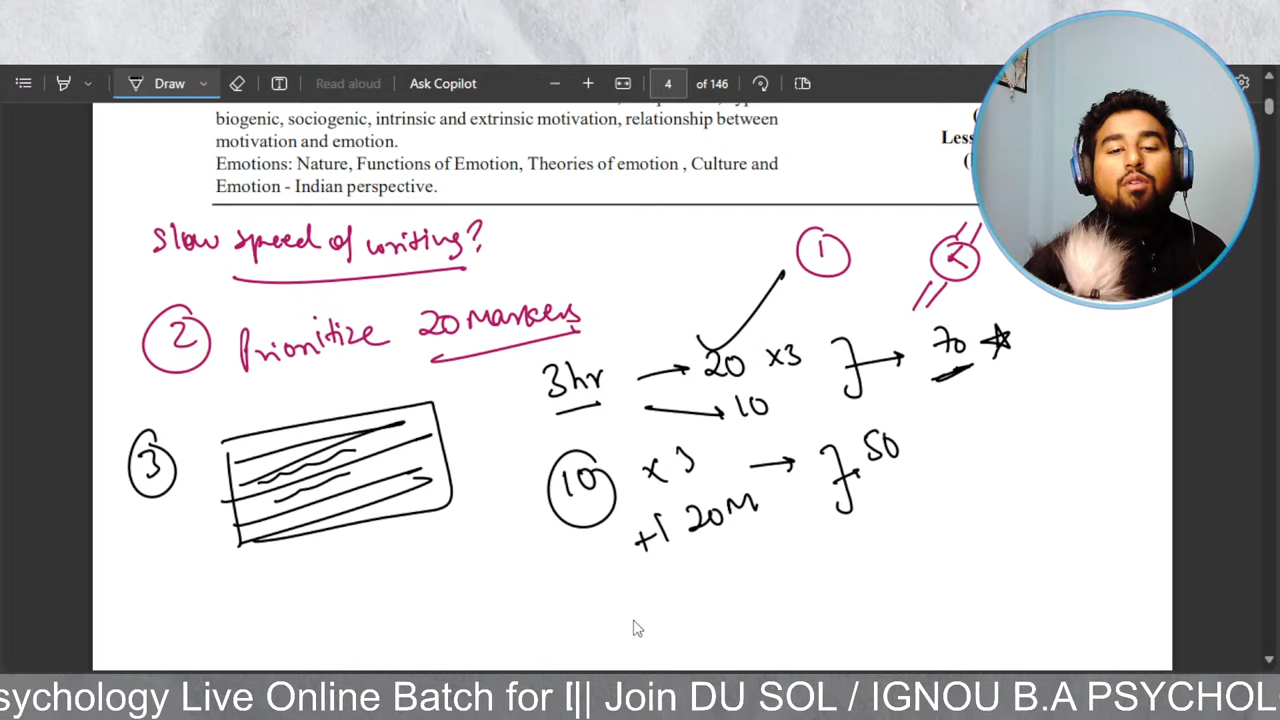 Draw
Read aloud
Ask Copilot
4
of 146
biogenic, sociogenic, intrinsic and extrinsic motivation, relationship between
motivation and emotion.
Les
Emotions: Nature, Functions of Emotion, Theories of emotion , Culture and
Emotion - Indian perspective.
Slow speed of writing?
1
2
2 Prioritize 20 Markers
3hr → 20 x3 } → 70
→ 10
3
10 x 3 → } 50
+1 20M
sychology Live Online Batch for [|| Join DU SOL / IGNOU B.A PSYCHOL